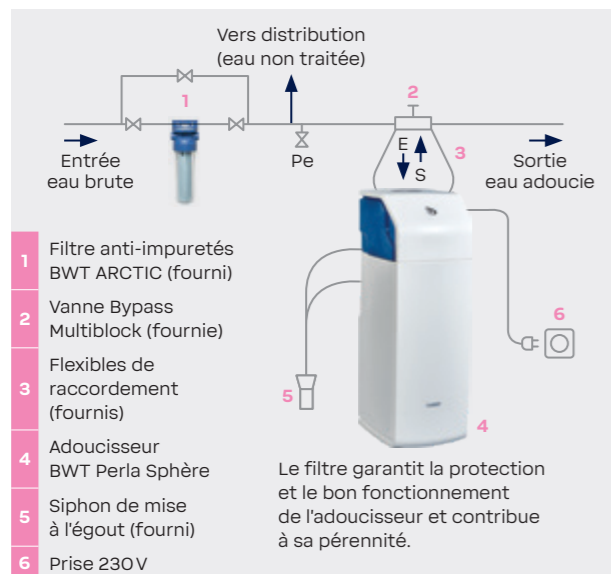 Vers distribution
(eau non traitée)
1
2
Entrée
eau brute
Pe
E
S
3
Sortie
eau adoucie
1 Filtre anti-impuretés
BWT ARCTIC (fourni)
2 Vanne Bypass
Multiblock (fournie)
3 Flexibles de
raccordement
(fournis)
4 Adoucisseur
BWT Perla Sphère
5 Siphon de mise
à l'égout (fourni)
6 Prise 230 V
6
5
4
Le filtre garantit la protection
et le bon fonctionnement
de l'adoucisseur et contribue
à sa pérennité.